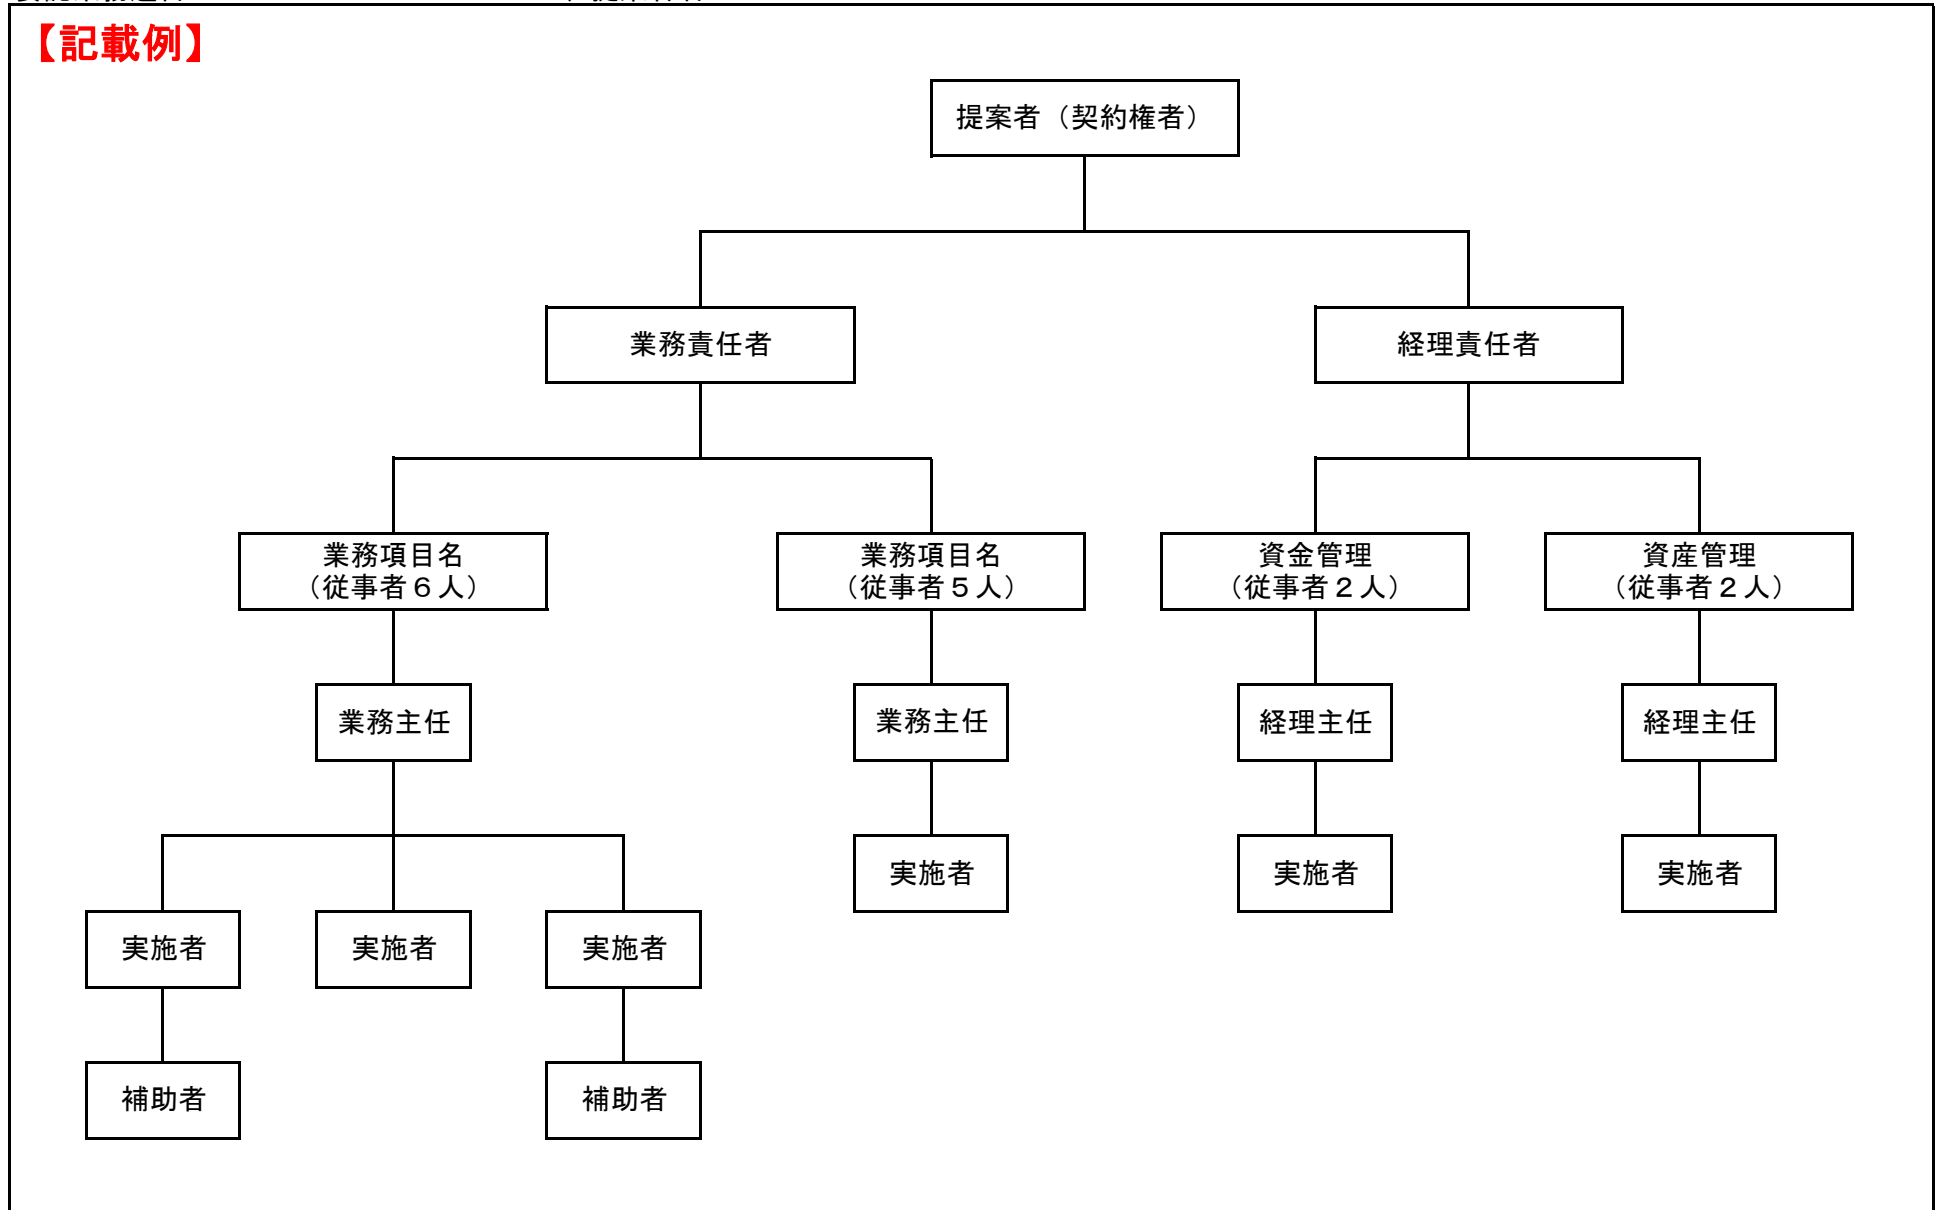 【記載例】
提案者（契約権者）
業務責任者
経理責任者
業務項目名
（従事者６人）
業務項目名
（従事者５人）
資金管理
（従事者２人）
資産管理
（従事者２人）
業務主任
業務主任
経理主任
経理主任
実施者
実施者
実施者
実施者
実施者
実施者
補助者
補助者